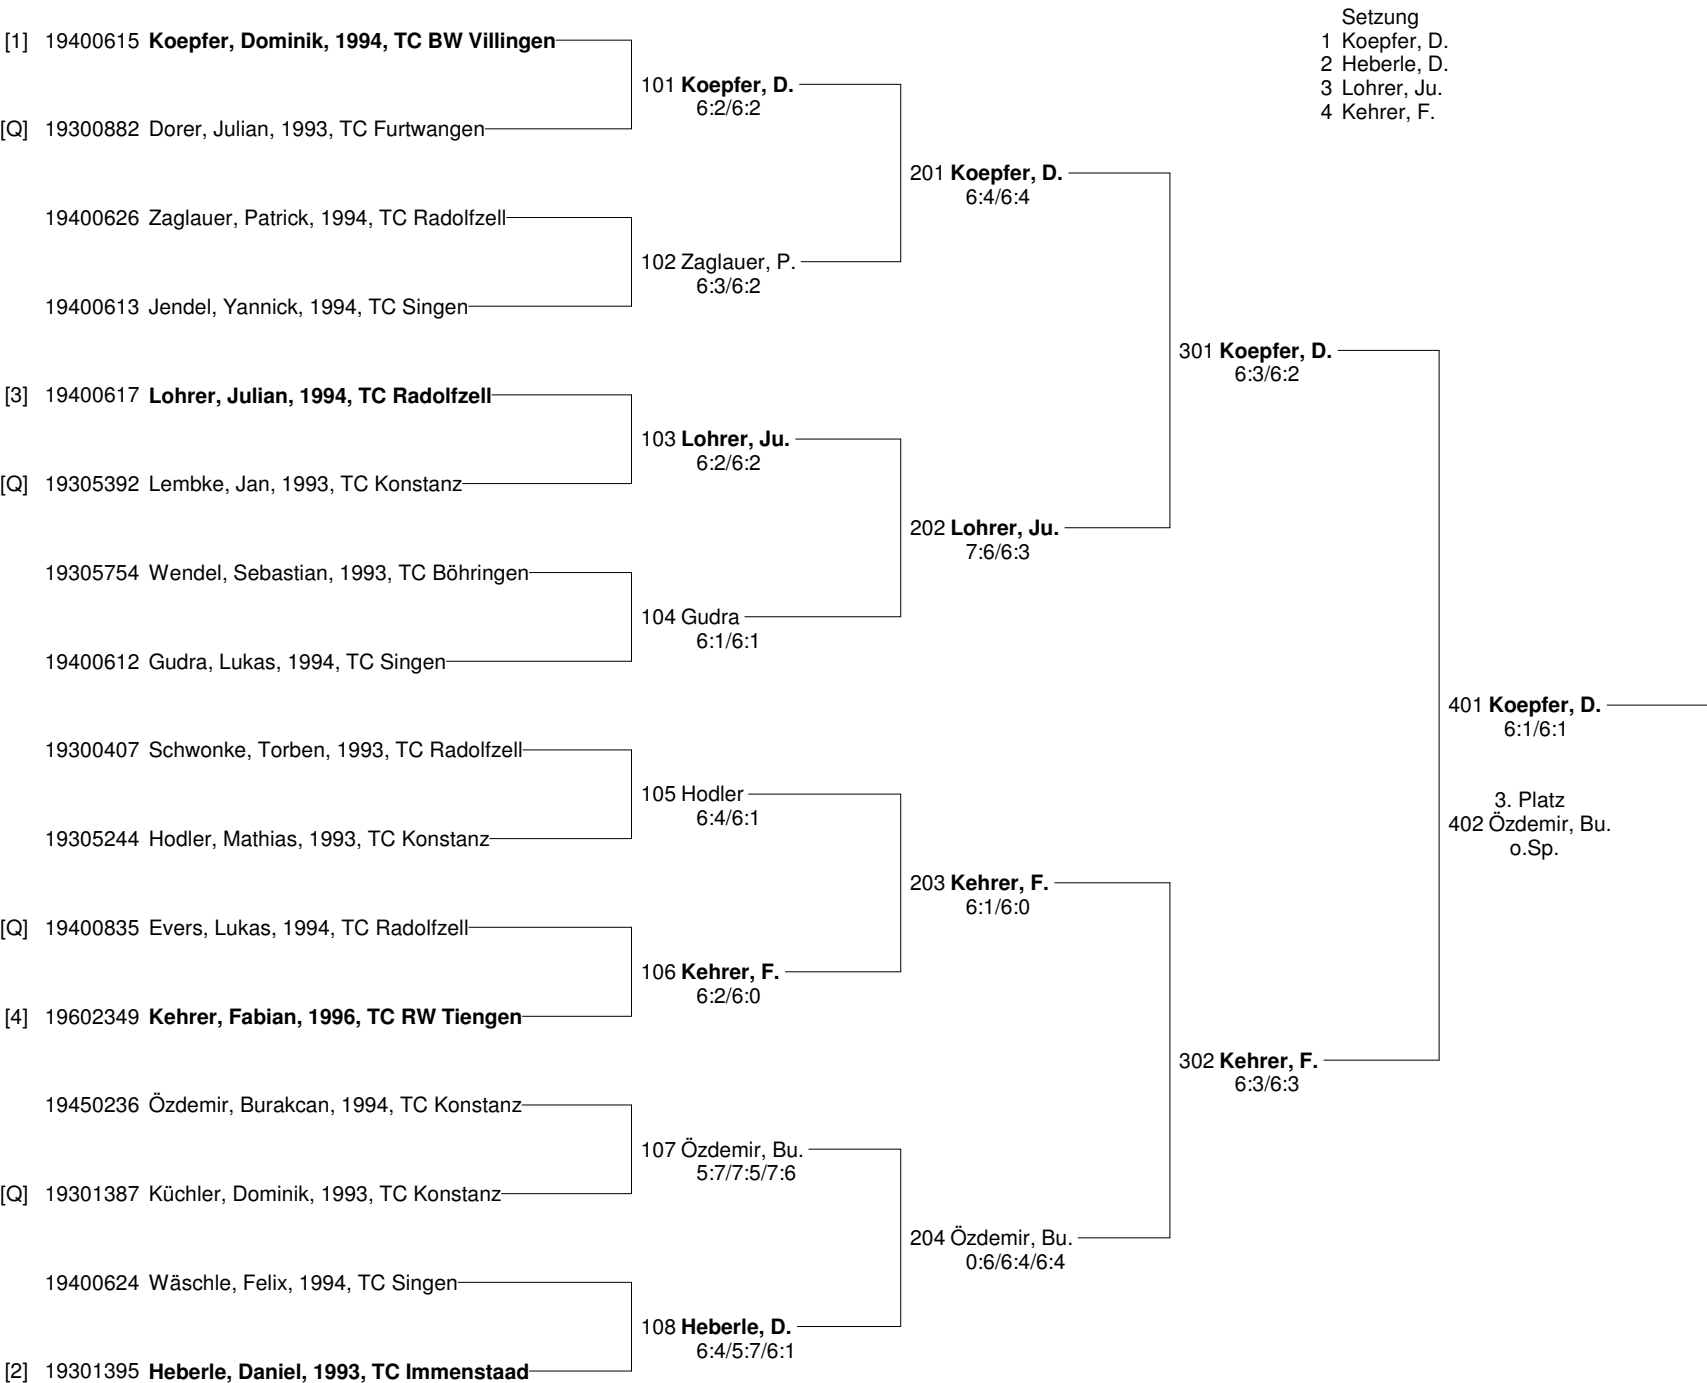 Setzung
1 Koepfer, D.
2 Heberle, D.
3 Lohrer, Ju.
4 Kehrer, F.
[1] 19400615 Koepfer, Dominik, 1994, TC BW Villingen
101 Koepfer, D.
6:2/6:2
[Q] 19300882 Dorer, Julian, 1993, TC Furtwangen
201 Koepfer, D.
6:4/6:4
19400626 Zaglauer, Patrick, 1994, TC Radolfzell
102 Zaglauer, P.
6:3/6:2
19400613 Jendel, Yannick, 1994, TC Singen
301 Koepfer, D.
6:3/6:2
[3] 19400617 Lohrer, Julian, 1994, TC Radolfzell
103 Lohrer, Ju.
6:2/6:2
[Q] 19305392 Lembke, Jan, 1993, TC Konstanz
202 Lohrer, Ju.
7:6/6:3
19305754 Wendel, Sebastian, 1993, TC Böhringen
104 Gudra
6:1/6:1
19400612 Gudra, Lukas, 1994, TC Singen
401 Koepfer, D.
6:1/6:1
19300407 Schwonke, Torben, 1993, TC Radolfzell
105 Hodler
6:4/6:1
3. Platz
402 Özdemir, Bu.
o.Sp.
19305244 Hodler, Mathias, 1993, TC Konstanz
203 Kehrer, F.
6:1/6:0
[Q] 19400835 Evers, Lukas, 1994, TC Radolfzell
106 Kehrer, F.
6:2/6:0
[4] 19602349 Kehrer, Fabian, 1996, TC RW Tiengen
302 Kehrer, F.
6:3/6:3
19450236 Özdemir, Burakcan, 1994, TC Konstanz
107 Özdemir, Bu.
5:7/7:5/7:6
[Q] 19301387 Küchler, Dominik, 1993, TC Konstanz
204 Özdemir, Bu.
0:6/6:4/6:4
19400624 Wäschle, Felix, 1994, TC Singen
108 Heberle, D.
6:4/5:7/6:1
[2] 19301395 Heberle, Daniel, 1993, TC Immenstaad